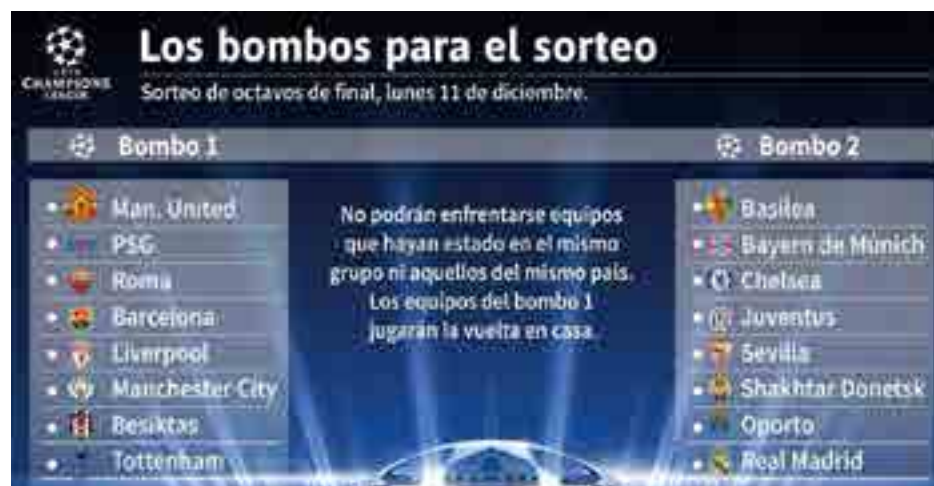 CHAMPIONS
LEAGUE
Los bombos para el sorteo
Sorteo de octavos de final, lunes 11 de diciembre.
Bombo 1
Man. United
PSG
Roma
Barcelona
Liverpool
Manchester City
Besiktas
Tottenham
No podrán enfrentarse equipos
que hayan estado en el mismo
grupo ni aquellos del mismo país.
Los equipos del bombo 1
jugarán la vuelta en casa
Bombo 2
Basilea
Bayern de Múnich
Chelsea
Juventus
Sevilla
Shakhtar Donetsk
Oporto
Real Madrid